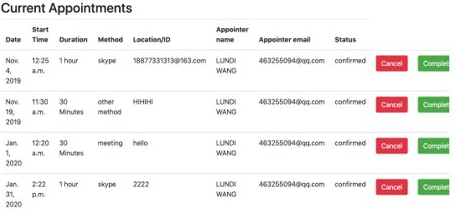 Current Appointments
Date Start Time Duration Method Location/ID Appointer name Appointer email Status
Nov. 4, 2019 12:25 a.m. 1 hour skype 18877331313@163.com LUNDI WANG 463255094@qq.com confirmed Cancel Complet
Nov. 19, 2019 11:30 a.m. 30 Minutes other method HIHIHI LUNDI WANG 463255094@qq.com confirmed Cancel Complet
Jan. 1, 2020 12:20 a.m. 30 Minutes meeting hello LUNDI WANG 463255094@qq.com confirmed Cancel Complet
Jan. 31, 2020 2:22 p.m. 1 hour skype 2222 LUNDI WANG 463255094@qq.com confirmed Cancel Complet